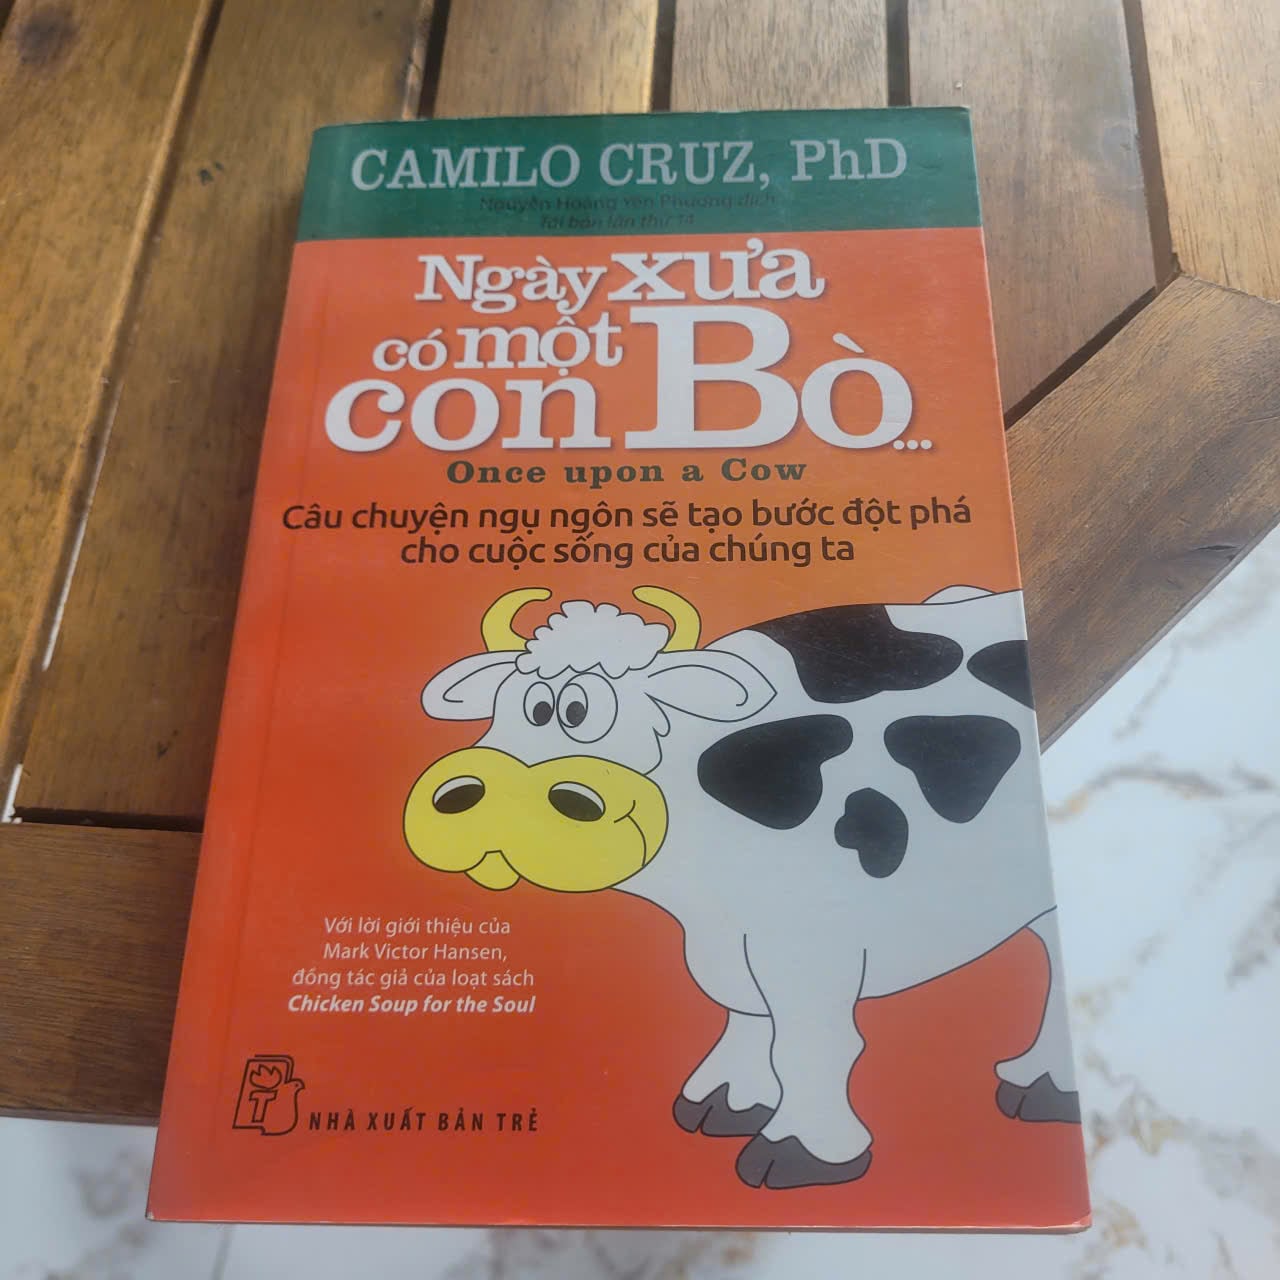 CAMILO CRUZ, PhD
Nguyễn Hoàng Yến Phương dịch
Tái bản lần thứ 14
Ngày xưa
có một
con Bò...
Once upon a Cow
Câu chuyện ngụ ngôn sẽ tạo bước đột phá
cho cuộc sống của chúng ta
Với lời giới thiệu của
Mark Victor Hansen,
đồng tác giả của loạt sách
Chicken Soup for the Soul
T
NHÀ XUẤT BẢN TRẺ